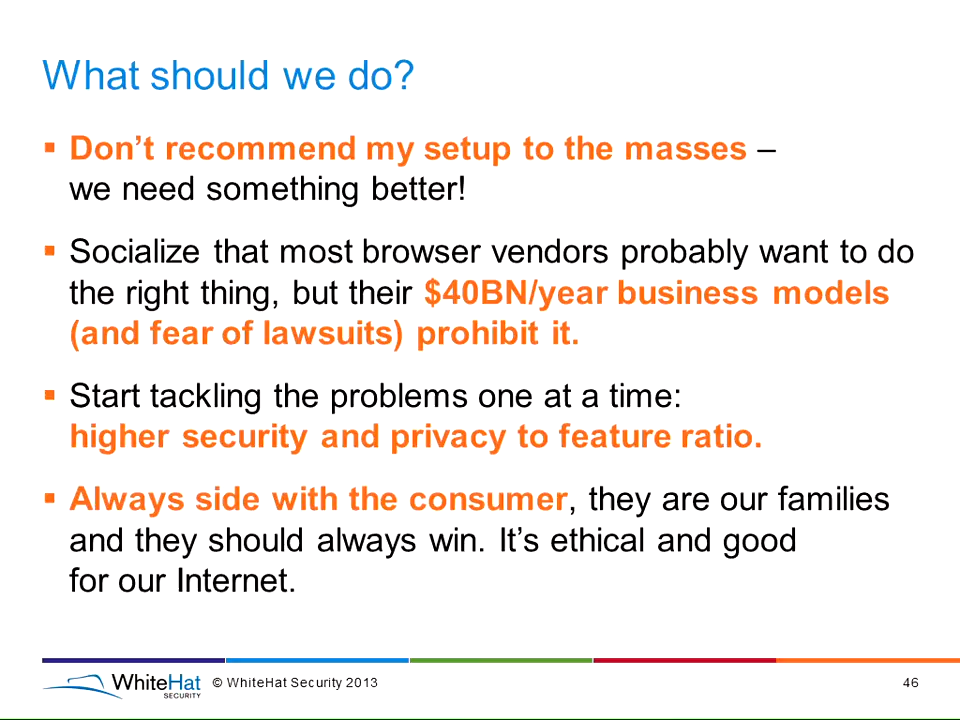 What should we do?
▪ Don’t recommend my setup to the masses –
we need something better!
▪ Socialize that most browser vendors probably want to do
the right thing, but their $40BN/year business models
(and fear of lawsuits) prohibit it.
▪ Start tackling the problems one at a time:
higher security and privacy to feature ratio.
▪ Always side with the consumer, they are our families
and they should always win. It’s ethical and good
for our Internet.
WhiteHat
SECURITY
© WhiteHat Security 2013
46